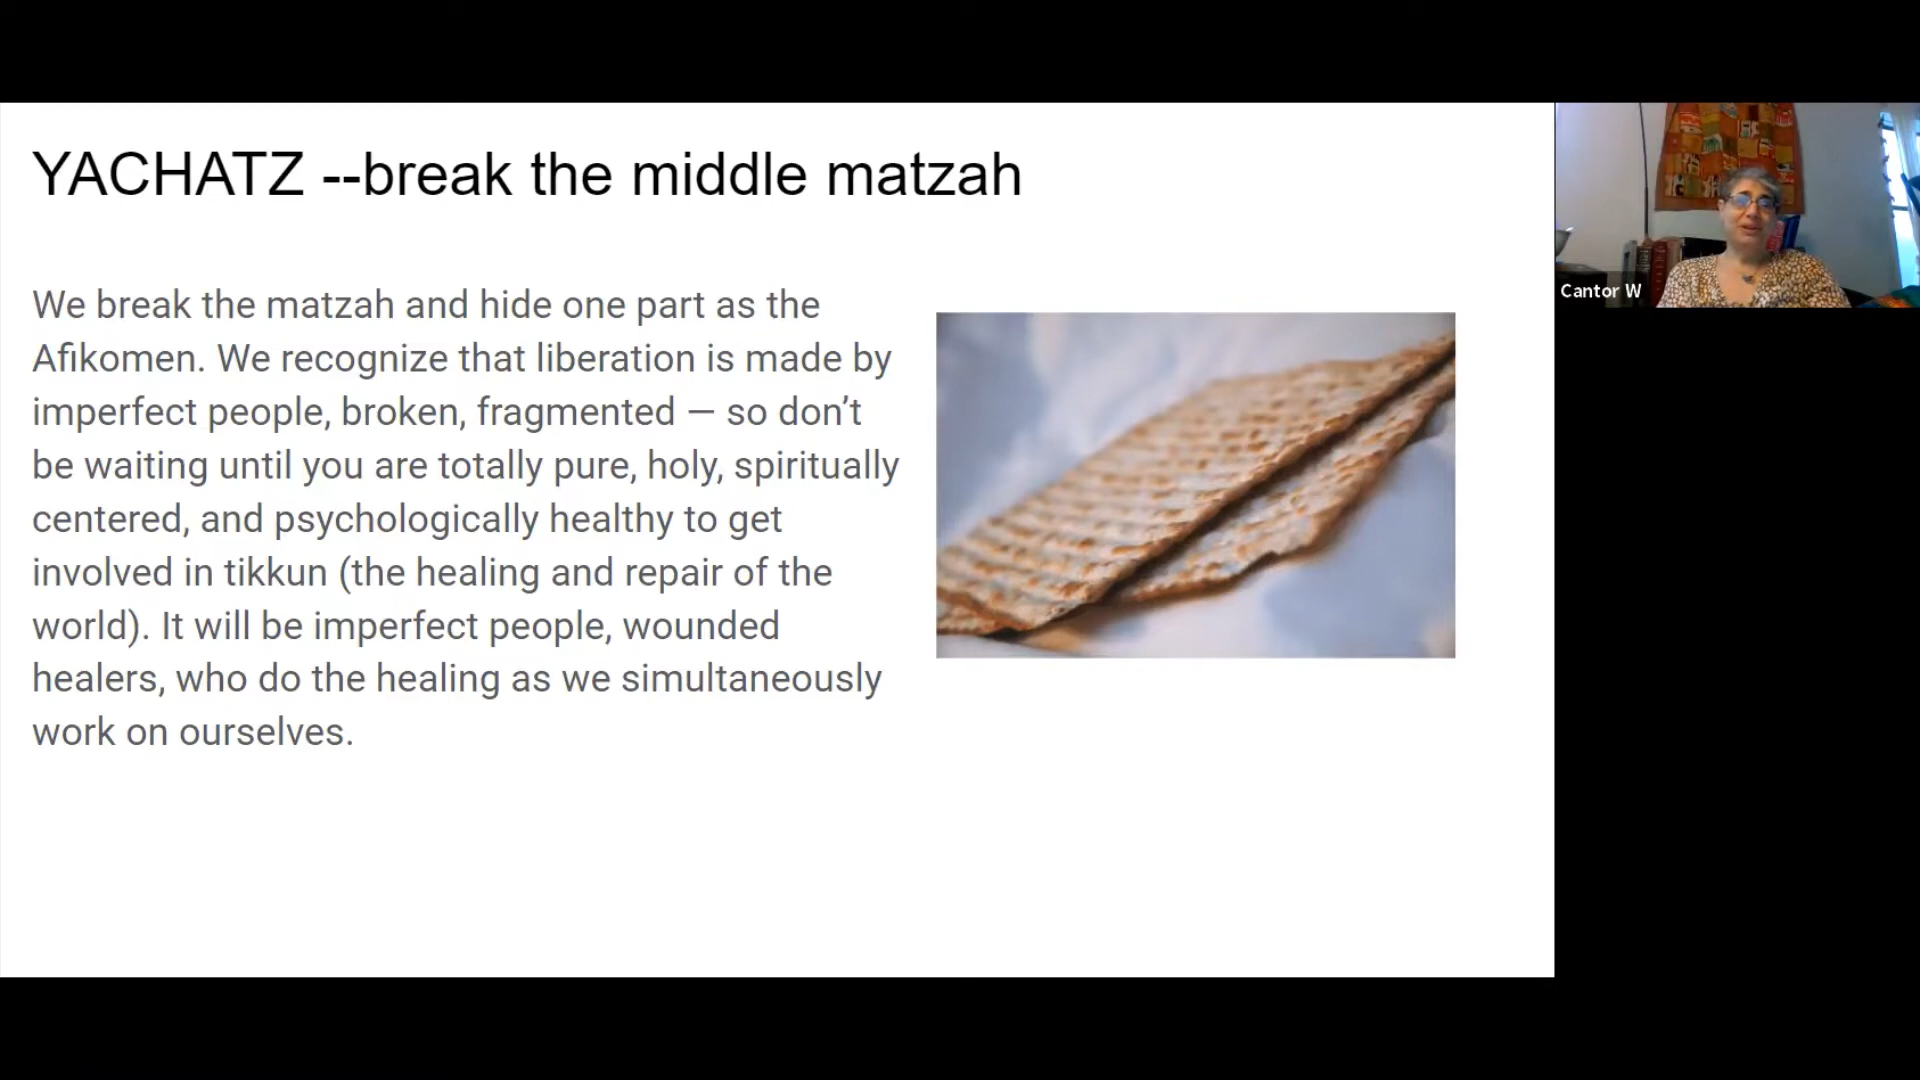 YACHATZ --break the middle matzah
We break the matzah and hide one part as the
Afikomen. We recognize that liberation is made by
imperfect people, broken, fragmented — so don’t
be waiting until you are totally pure, holy, spiritually
centered, and psychologically healthy to get
involved in tikkun (the healing and repair of the
world). It will be imperfect people, wounded
healers, who do the healing as we simultaneously
work on ourselves.
Cantor W